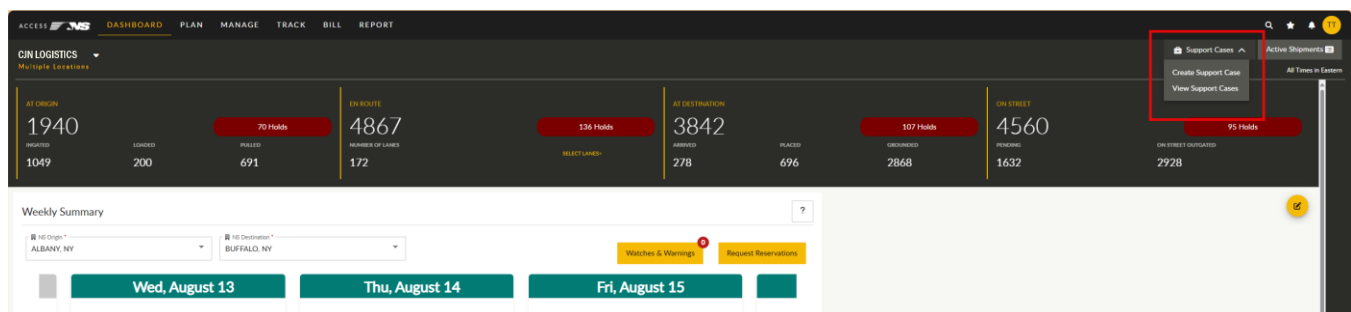 ACCESS NS DASHBOARD PLAN MANAGE TRACK BILL REPORT TT
CJN LOGISTICS
Multiple Locations
Support Cases
Active Shipments
Create Support Case
View Support Cases
All Times in Eastern
AT ORIGIN
1940
70 Holds
INGATED LOADED PULLED
1049 200 691
EN ROUTE
4867
136 Holds
NUMBER OF LANES
SELECT LANES>
172
AT DESTINATION
3842
107 Holds
ARRIVED PLACED GROUNDED
278 696 2868
ON STREET
4560
95 Holds
PENDING ON STREET OUTGATED
1632 2928
Weekly Summary
?
NS Origin *
ALBANY, NY
NS Destination *
BUFFALO, NY
Watches & Warnings
0
Request Reservations
Wed, August 13
Thu, August 14
Fri, August 15